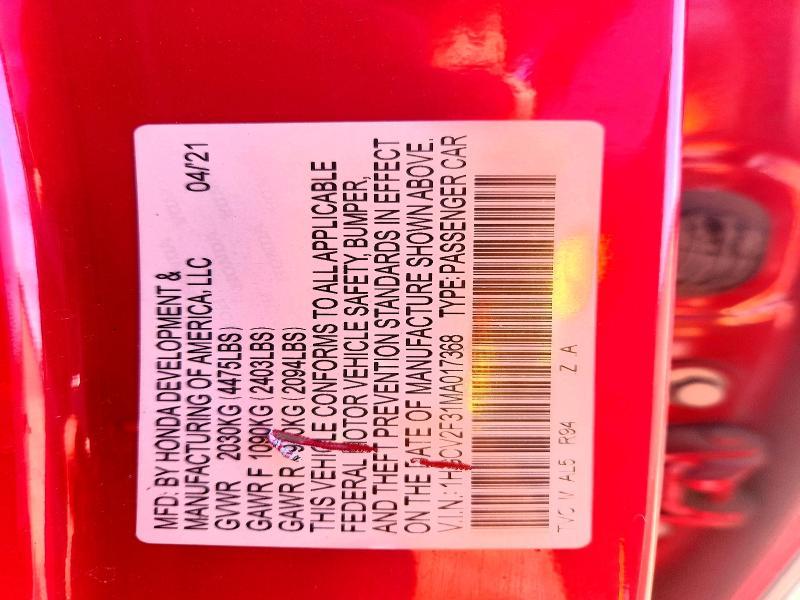 MFD. BY HONDA DEVELOPMENT &
MANUFACTURING OF AMERICA, LLC 04/'21
GVWR 2030KG (4475LBS)
GAWR F 1090KG (2403LBS)
GAWR R (2094LBS)
THIS VEHICLE CONFORMS TO ALL APPLICABLE
FEDERAL MOTOR VEHICLE SAFETY, BUMPER,
AND THEFT PREVENTION STANDARDS IN EFFECT
ON THE DATE OF MANUFACTURE SHOWN ABOVE.
V.I.N.: TYPE: PASSENGER CAR
R94 Z A